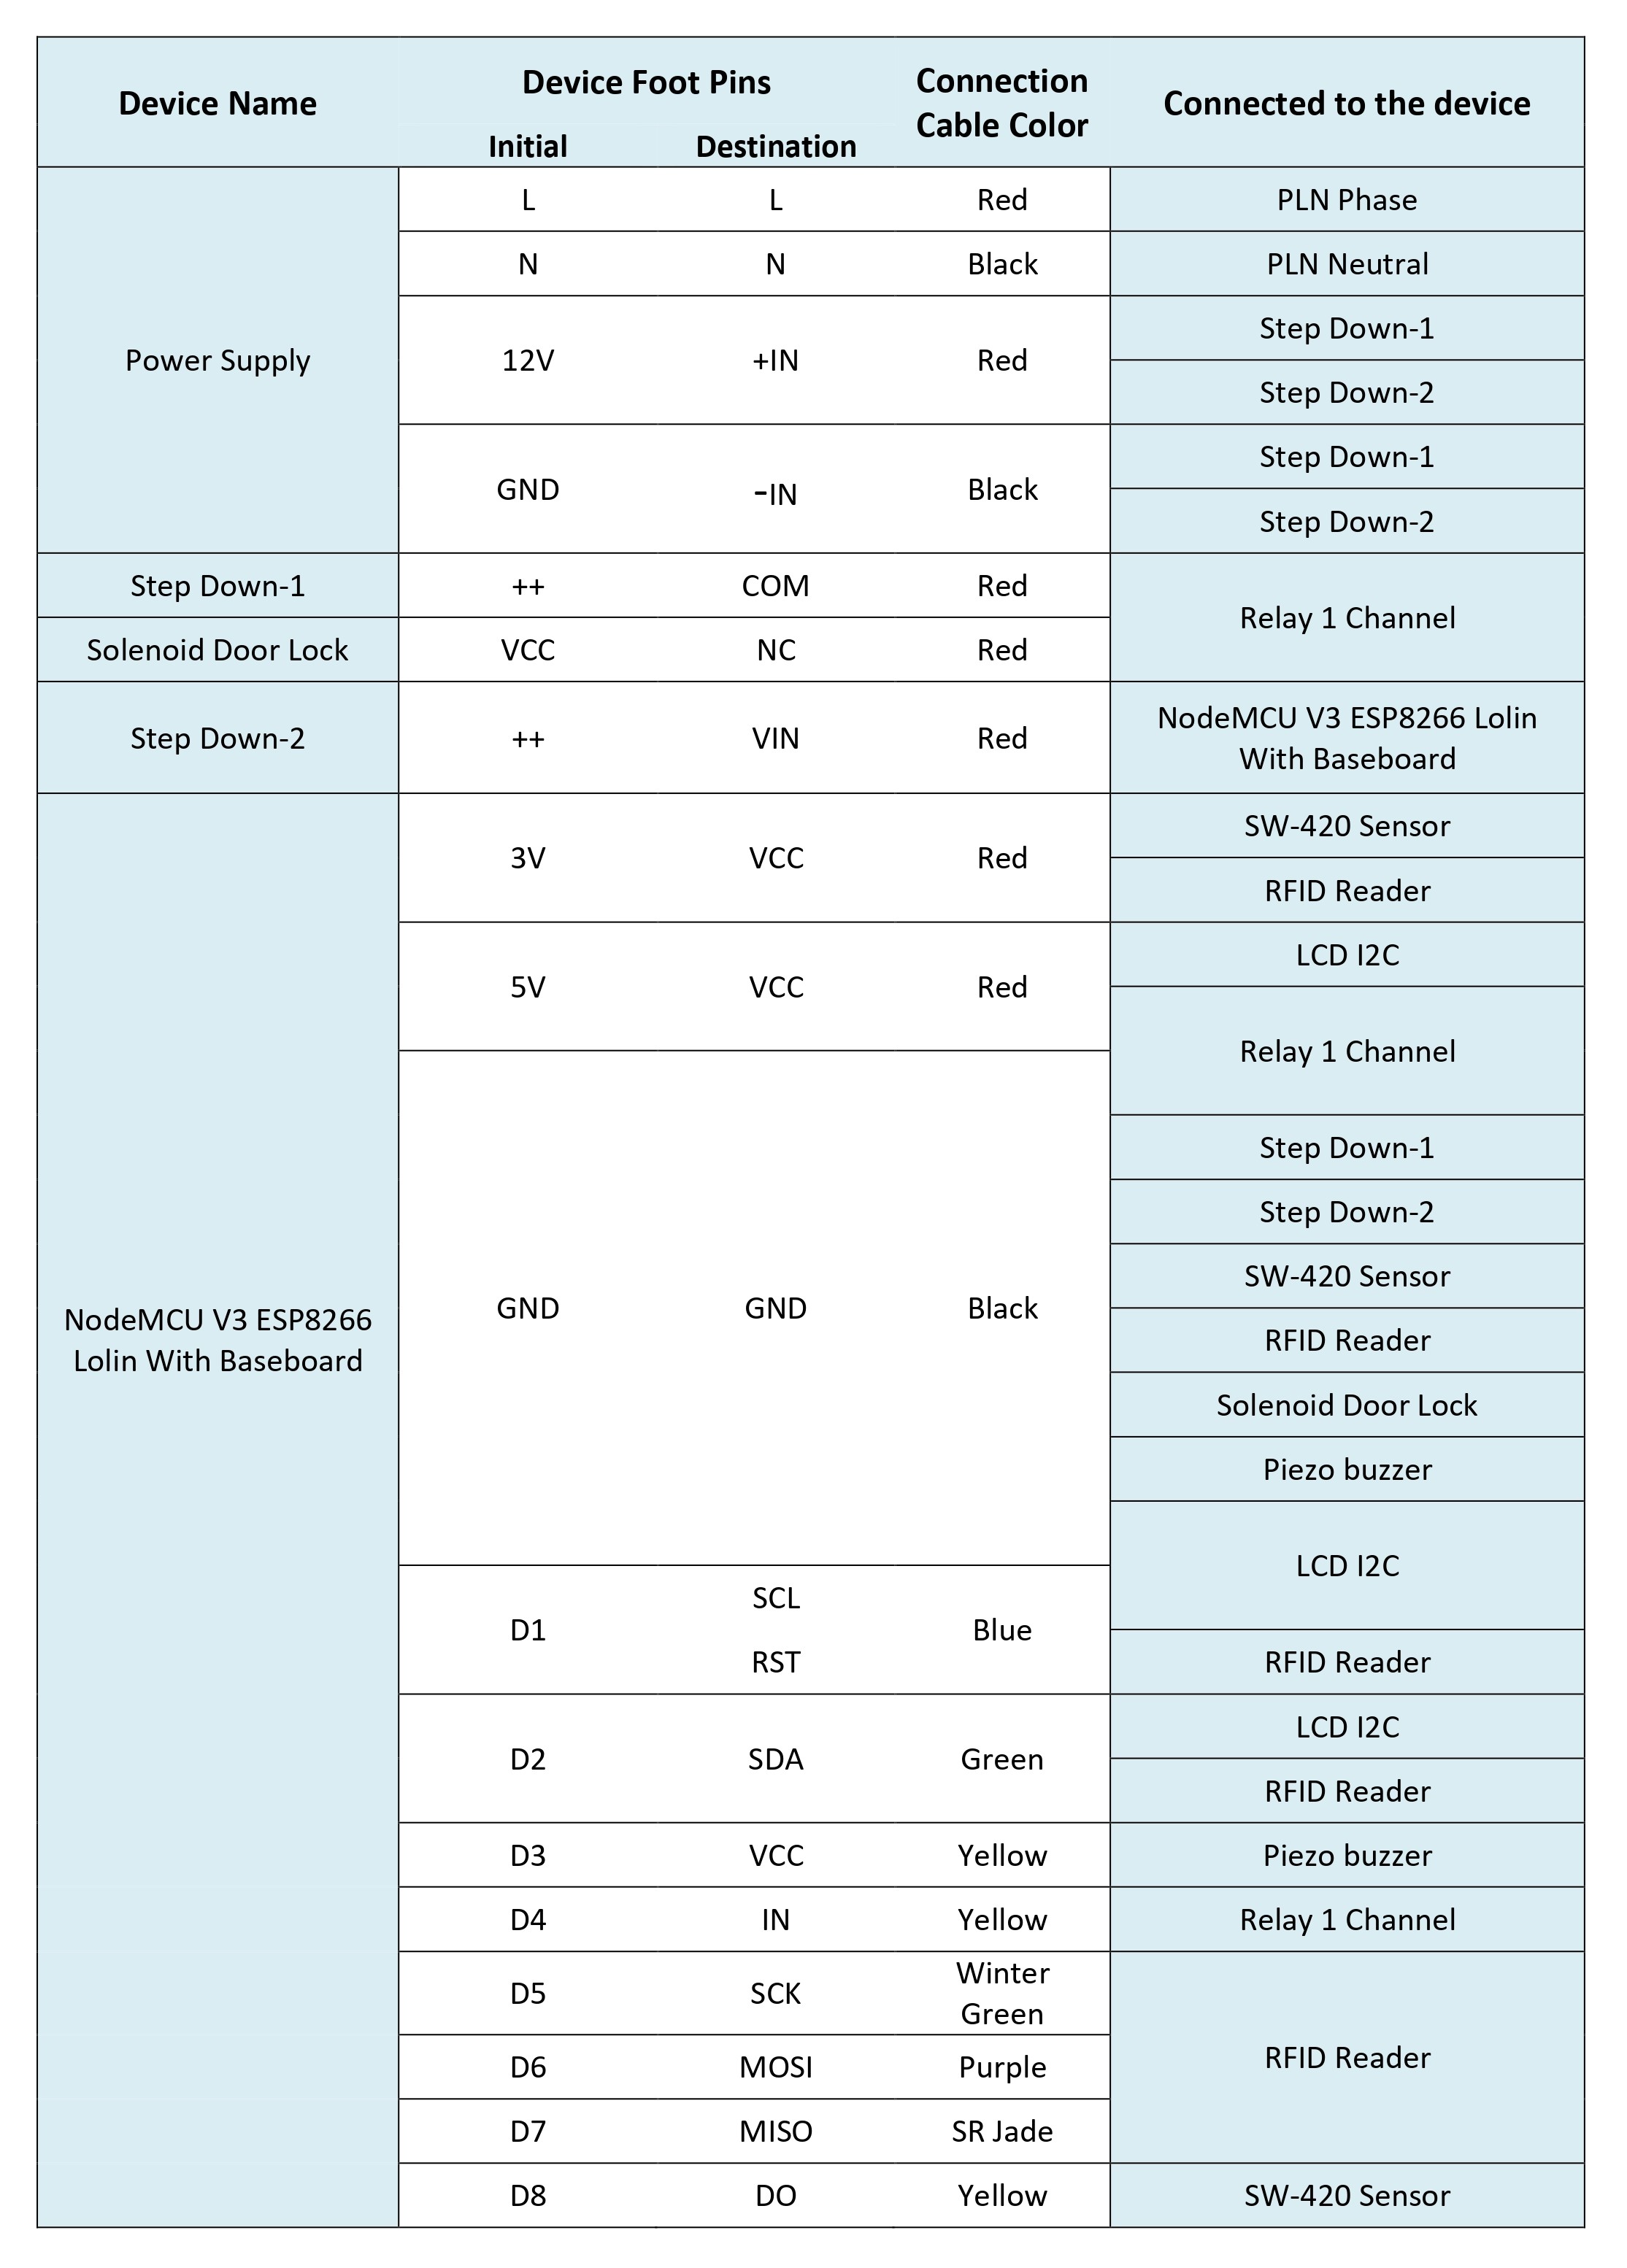 Device Name
Device Foot Pins
Connection
Cable Color
Connected to the device
Initial
Destination
Power Supply
L
L
Red
PLN Phase
N
N
Black
PLN Neutral
12V
+IN
Red
Step Down-1
Step Down-2
GND
-IN
Black
Step Down-1
Step Down-2
Step Down-1
++
COM
Red
Relay 1 Channel
Solenoid Door Lock
VCC
NC
Red
Step Down-2
++
VIN
Red
NodeMCU V3 ESP8266 Lolin
With Baseboard
NodeMCU V3 ESP8266
Lolin With Baseboard
3V
VCC
Red
SW-420 Sensor
RFID Reader
5V
VCC
Red
LCD I2C
Relay 1 Channel
GND
GND
Black
Step Down-1
Step Down-2
SW-420 Sensor
RFID Reader
Solenoid Door Lock
Piezo buzzer
LCD I2C
D1
SCL
RST
Blue
RFID Reader
D2
SDA
Green
LCD I2C
RFID Reader
D3
VCC
Yellow
Piezo buzzer
D4
IN
Yellow
Relay 1 Channel
D5
SCK
Winter
Green
RFID Reader
D6
MOSI
Purple
D7
MISO
SR Jade
D8
DO
Yellow
SW-420 Sensor